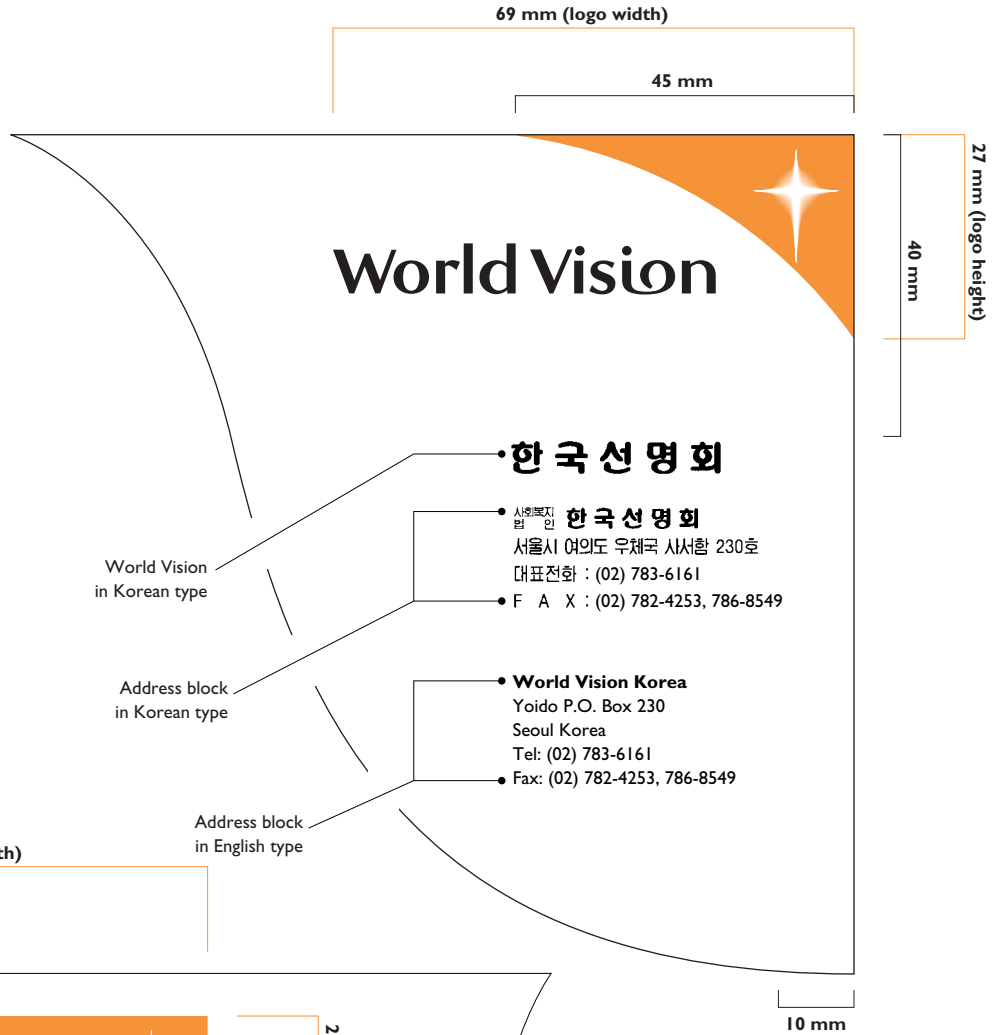 69 mm (logo width)
45 mm
27 mm (logo height)
40 mm
World Vision
한국선명회
사회복지
법 인 한국선명회
서울시 여의도 우체국 사서함 230호
대표전화 : (02) 783-6161
F A X : (02) 782-4253, 786-8549
World Vision
in Korean type
Address block
in Korean type
World Vision Korea
Yoido P.O. Box 230
Seoul Korea
Tel: (02) 783-6161
Fax: (02) 782-4253, 786-8549
Address block
in English type
th)
2
10 mm